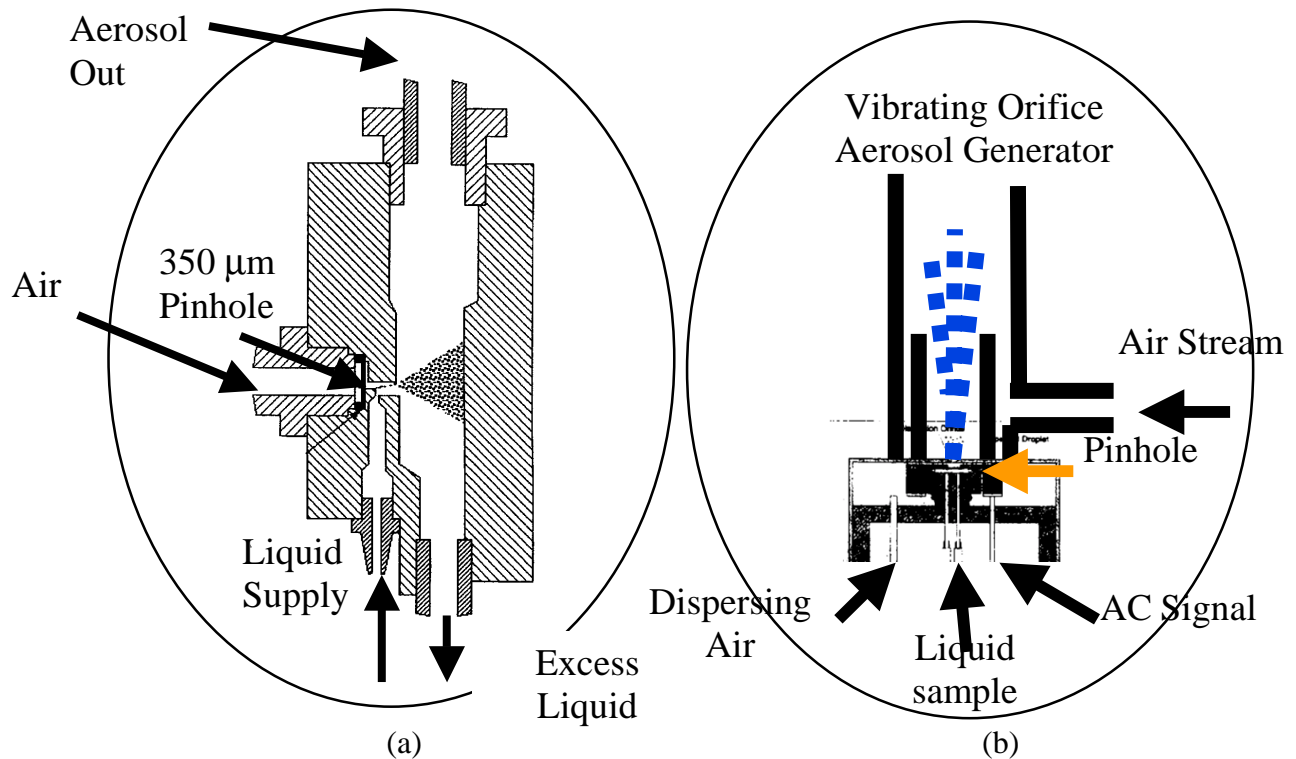 Aerosol
Out
350 μm
Pinhole
Air
Liquid
Supply
Excess
Liquid
(a)
Vibrating Orifice
Aerosol Generator
Air Stream
Pinhole
Dispersing
Air
Liquid
sample
AC Signal
(b)